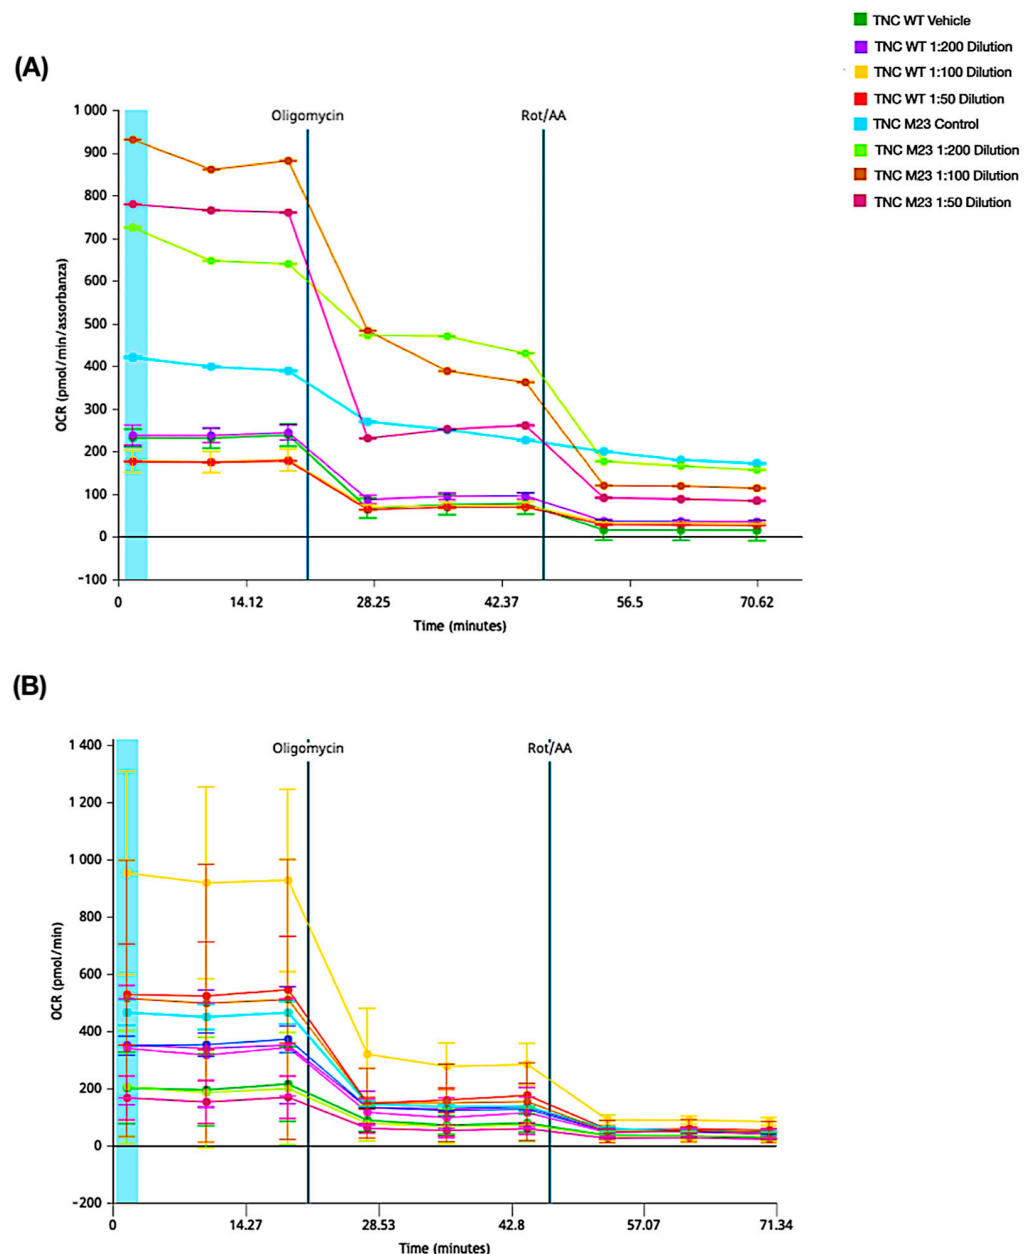 TNC WT Vehicle
TNC WT 1:200 Dilution
TNC WT 1:100 Dilution
TNC WT 1:50 Dilution
TNC M23 Control
TNC M23 1:200 Dilution
TNC M23 1:100 Dilution
TNC M23 1:50 Dilution
(A)
Oligomycin
Rot/AA
1 000
900
800
700
600
500
400
300
200
100
0
-100
OCR (pmol/min/assorbanza)
0
14.12
28.25
42.37
56.5
70.62
Time (minutes)
(B)
Oligomycin
Rot/AA
1 400
1 200
1 000
800
600
400
200
0
-200
OCR (pmol/min)
0
14.27
28.53
42.8
57.07
71.34
Time (minutes)